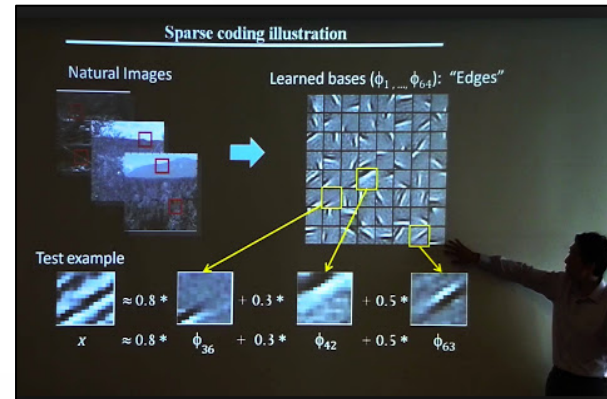 Sparse coding illustration
Natural Images
Learned bases (ϕ₁,...,ϕ₆₄): "Edges"
Test example
≈ 0.8 * + 0.3 * + 0.5 *
x ≈ 0.8 * ϕ₃₆ + 0.3 * ϕ₄₂ + 0.5 * ϕ₆₃